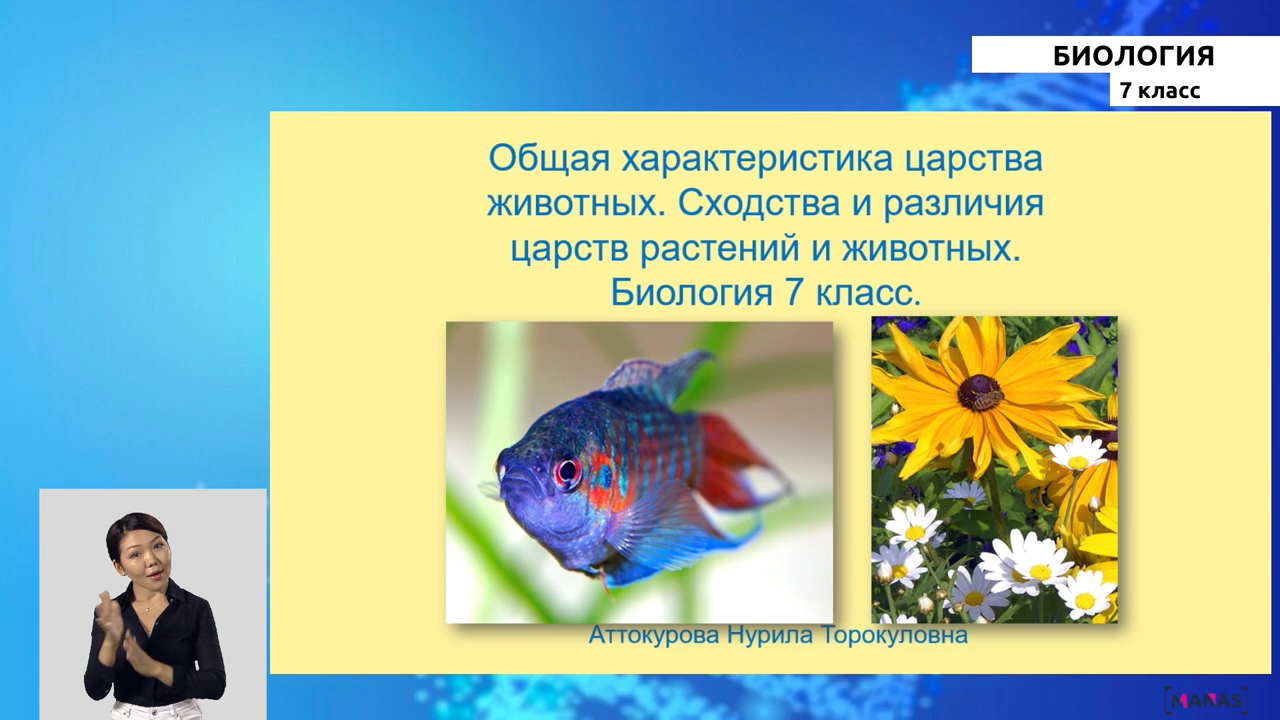 БИОЛОГИЯ
7 класс
Общая характеристика царства
животных. Сходства и различия
царств растений и животных.
Биология 7 класс.
Аттокурова Нурила Торокуловна
[MANAS]